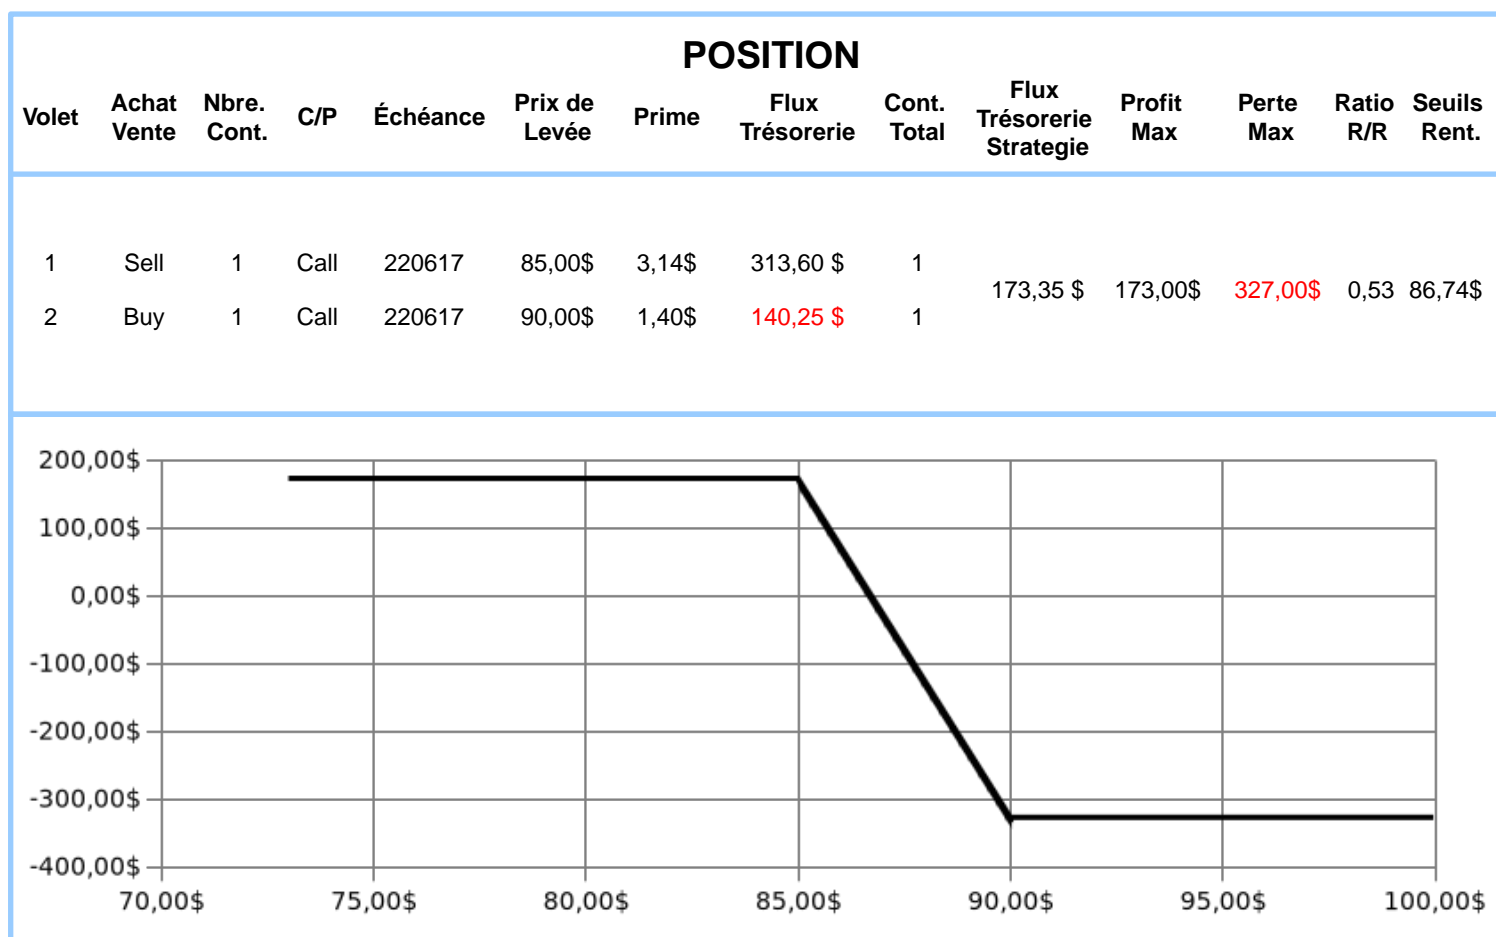 POSITION
Volet Achat Vente Nbre. Cont. C/P Échéance Prix de Levée Prime Flux Trésorerie Cont. Total Flux Trésorerie Strategie Profit Max Perte Max Ratio R/R Seuils Rent.
1 Sell 1 Call 220617 85,00$ 3,14$ 313,60 $ 1
173,35 $ 173,00$ 327,00$ 0,53 86,74$
2 Buy 1 Call 220617 90,00$ 1,40$ 140,25 $ 1
200,00$
100,00$
0,00$
-100,00$
-200,00$
-300,00$
-400,00$
70,00$ 75,00$ 80,00$ 85,00$ 90,00$ 95,00$ 100,00$